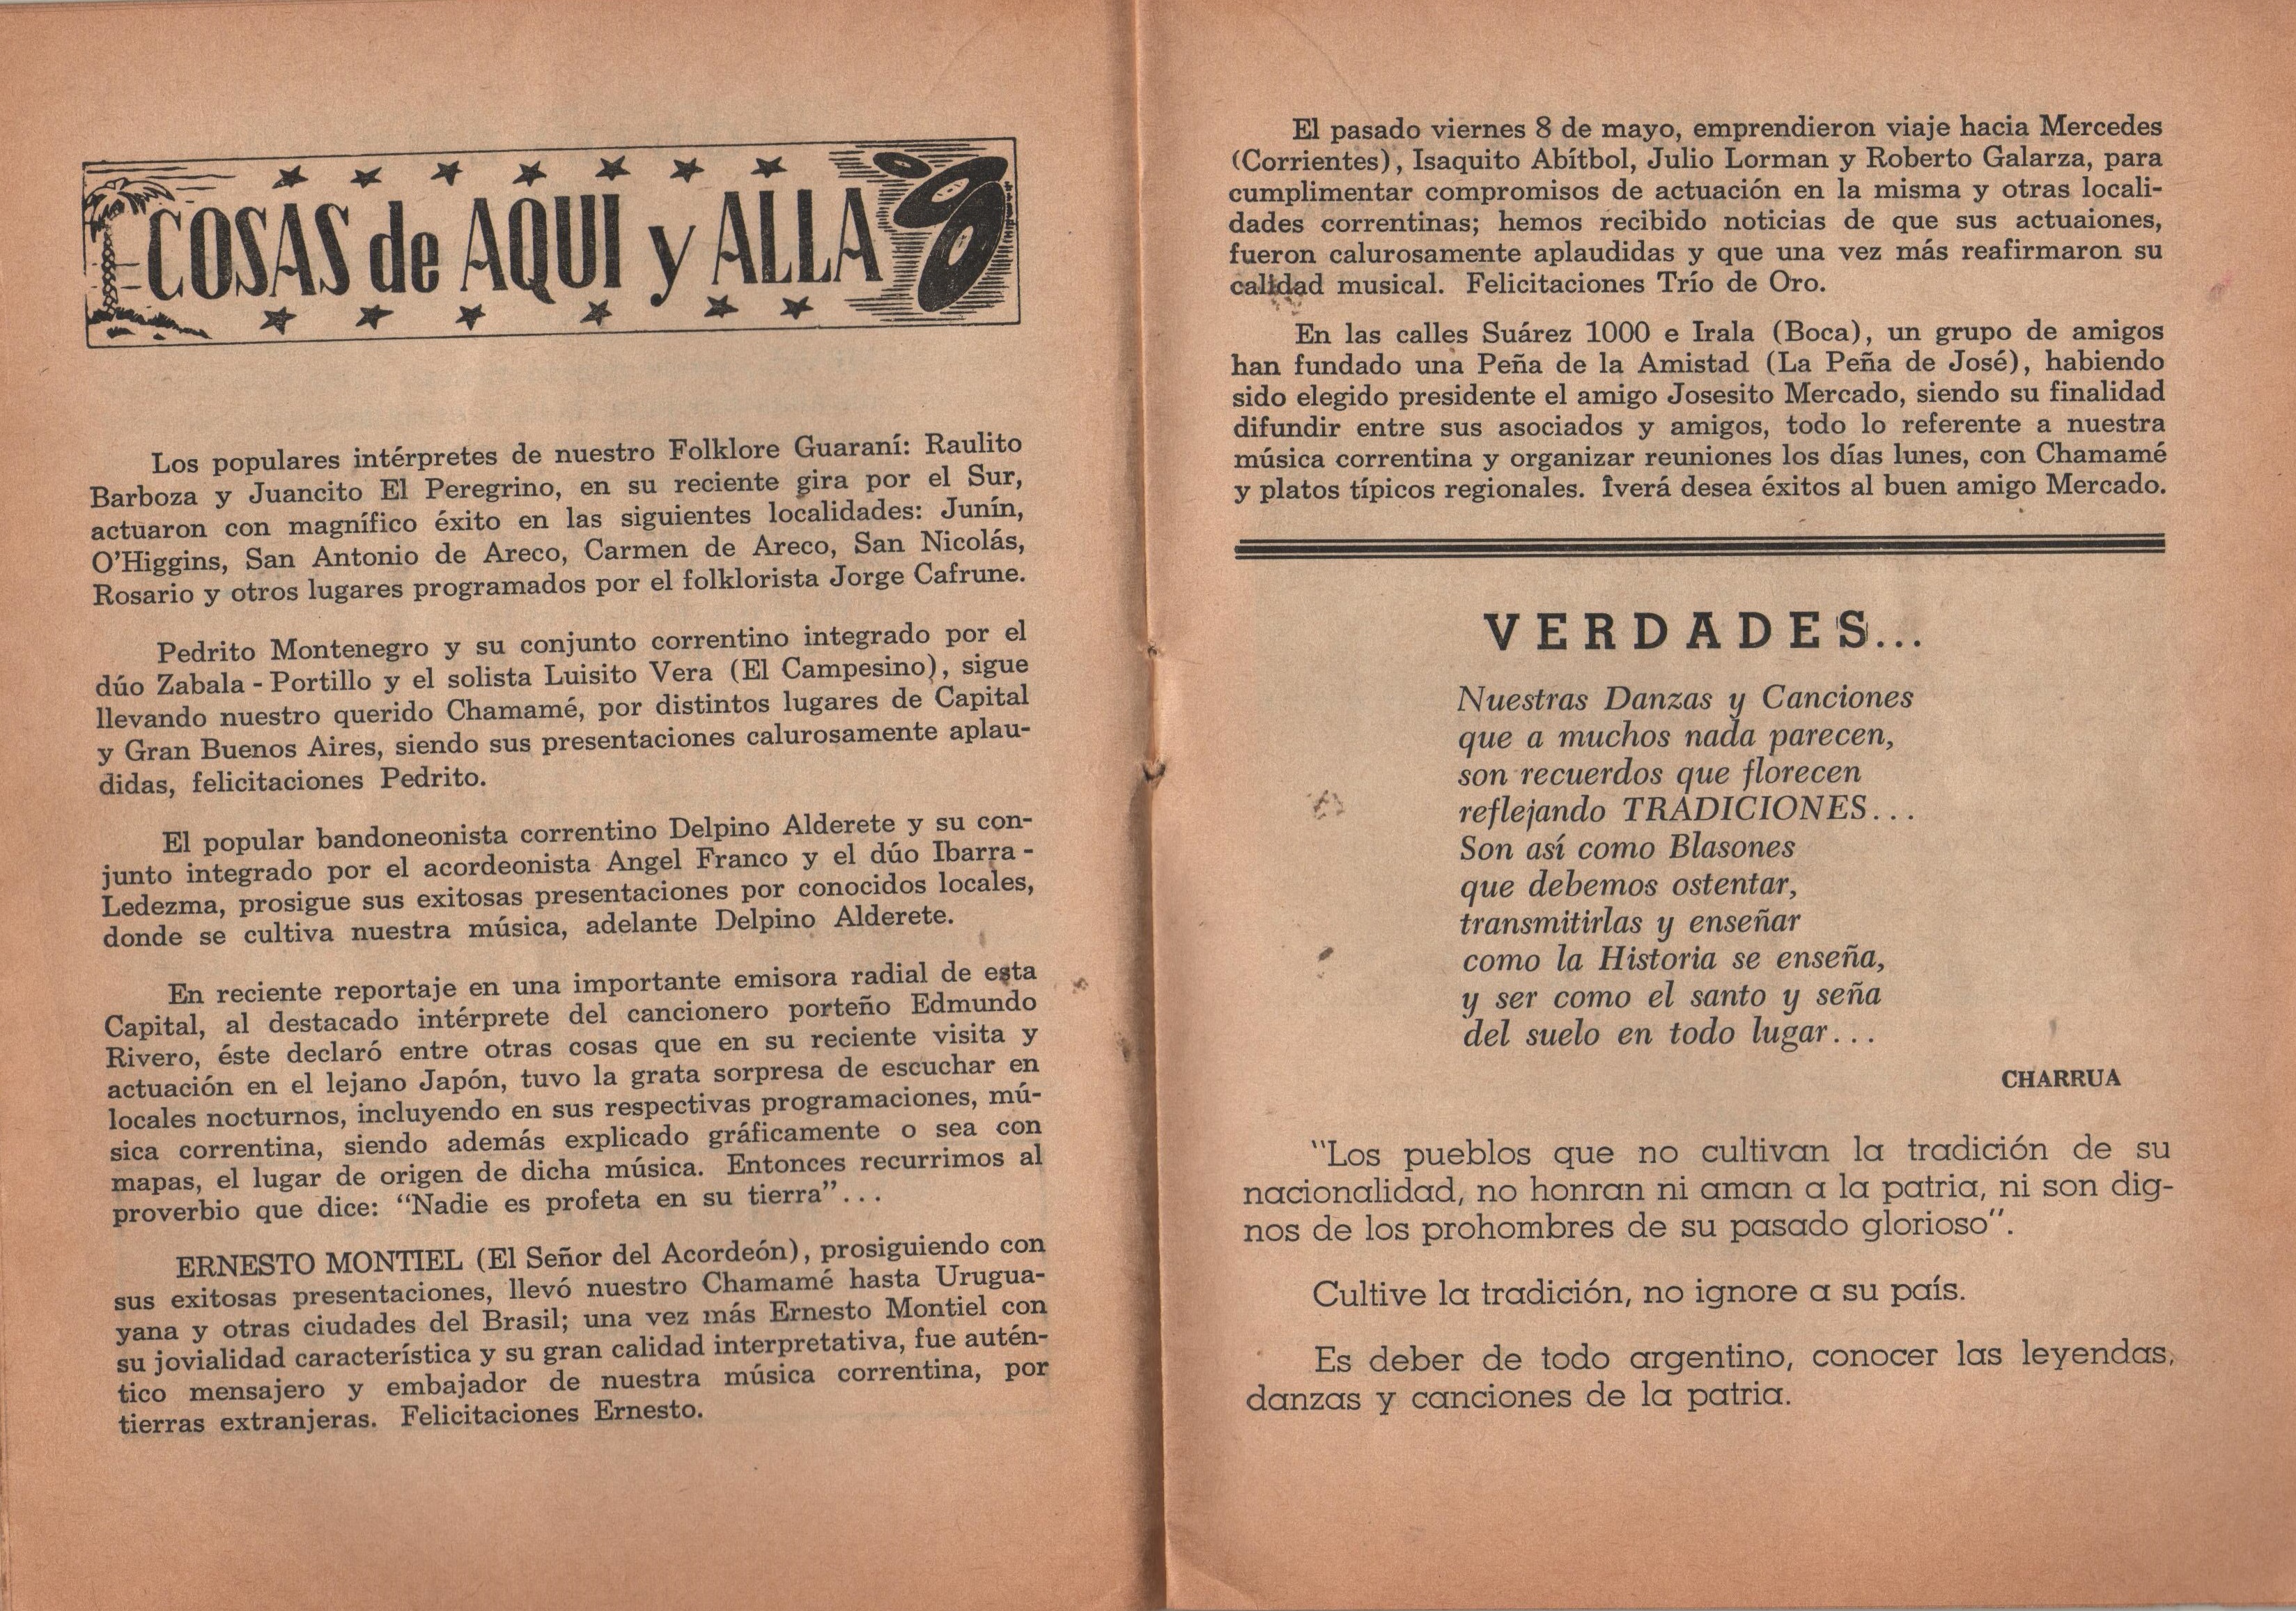 COSAS de AQUI y ALLA
Los populares intérpretes de nuestro Folklore Guaraní: Raulito
Barboza y Juancito El Peregrino, en su reciente gira por el Sur,
actuaron con magnífico éxito en las siguientes localidades: Junín,
O'Higgins, San Antonio de Areco, Carmen de Areco, San Nicolás,
Rosario y otros lugares programados por el folklorista Jorge Cafrune.
Pedrito Montenegro y su conjunto correntino integrado por el
dúo Zabala - Portillo y el solista Luisito Vera (El Campesino), sigue
llevando nuestro querido Chamamé, por distintos lugares de Capital
y Gran Buenos Aires, siendo sus presentaciones calurosamente aplau-
didas, felicitaciones Pedrito.
El popular bandoneonista correntino Delpino Alderete y su con-
junto integrado por el acordeonista Angel Franco y el dúo Ibarra -
Ledezma, prosigue sus exitosas presentaciones por conocidos locales,
donde se cultiva nuestra música, adelante Delpino Alderete.
En reciente reportaje en una importante emisora radial de esta
Capital, al destacado intérprete del cancionero porteño Edmundo
Rivero, éste declaró entre otras cosas que en su reciente visita y
actuación en el lejano Japón, tuvo la grata sorpresa de escuchar en
locales nocturnos, incluyendo en sus respectivas programaciones, mú-
sica correntina, siendo además explicado gráficamente o sea con
mapas, el lugar de origen de dicha música. Entonces recurrimos al
proverbio que dice: “Nadie es profeta en su tierra”...
ERNESTO MONTIEL (El Señor del Acordeón), prosiguiendo con
sus exitosas presentaciones, llevó nuestro Chamamé hasta Urugua-
yana y otras ciudades del Brasil; una vez más Ernesto Montiel con
su jovialidad característica y su gran calidad interpretativa, fue autén-
tico mensajero y embajador de nuestra música correntina, por
tierras extranjeras. Felicitaciones Ernesto.
El pasado viernes 8 de mayo, emprendieron viaje hacia Mercedes
(Corrientes), Isaquito Abítbol, Julio Lorman y Roberto Galarza, para
cumplimentar compromisos de actuación en la misma y otras locali-
dades correntinas; hemos recibido noticias de que sus actuaiones,
fueron calurosamente aplaudidas y que una vez más reafirmaron su
calidad musical. Felicitaciones Trío de Oro.
En las calles Suárez 1000 e Irala (Boca), un grupo de amigos
han fundado una Peña de la Amistad (La Peña de José), habiendo
sido elegido presidente el amigo Josesito Mercado, siendo su finalidad
difundir entre sus asociados y amigos, todo lo referente a nuestra
música correntina y organizar reuniones los días lunes, con Chamamé
y platos típicos regionales. Îverá desea éxitos al buen amigo Mercado.
VERDADES...
Nuestras Danzas y Canciones
que a muchos nada parecen,
son recuerdos que florecen
reflejando TRADICIONES...
Son así como Blasones
que debemos ostentar,
transmitirlas y enseñar
como la Historia se enseña,
y ser como el santo y seña
del suelo en todo lugar...
CHARRUA
"Los pueblos que no cultivan la tradición de su
nacionalidad, no honran ni aman a la patria, ni son dig-
nos de los prohombres de su pasado glorioso".
Cultive la tradición, no ignore a su país.
Es deber de todo argentino, conocer las leyendas,
danzas y canciones de la patria.